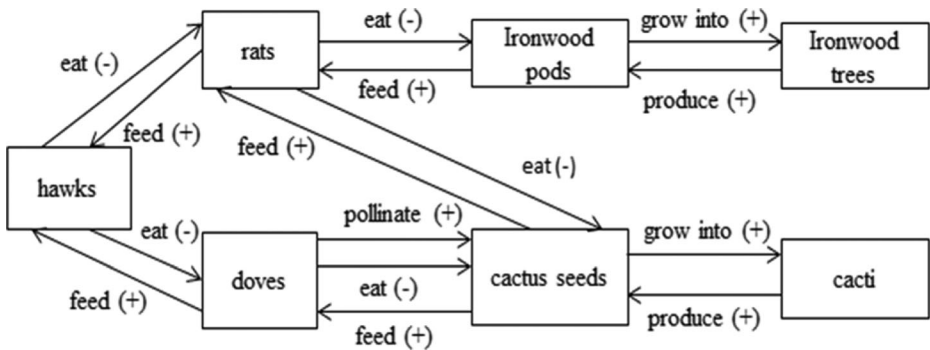 eat (-)
rats
eat (-)
feed (+)
Ironwood
pods
grow into (+)
produce (+)
Ironwood
trees
feed (+)
feed (+)
eat (-)
hawks
eat (-)
feed (+)
doves
pollinate (+)
eat (-)
feed (+)
cactus seeds
grow into (+)
produce (+)
cacti